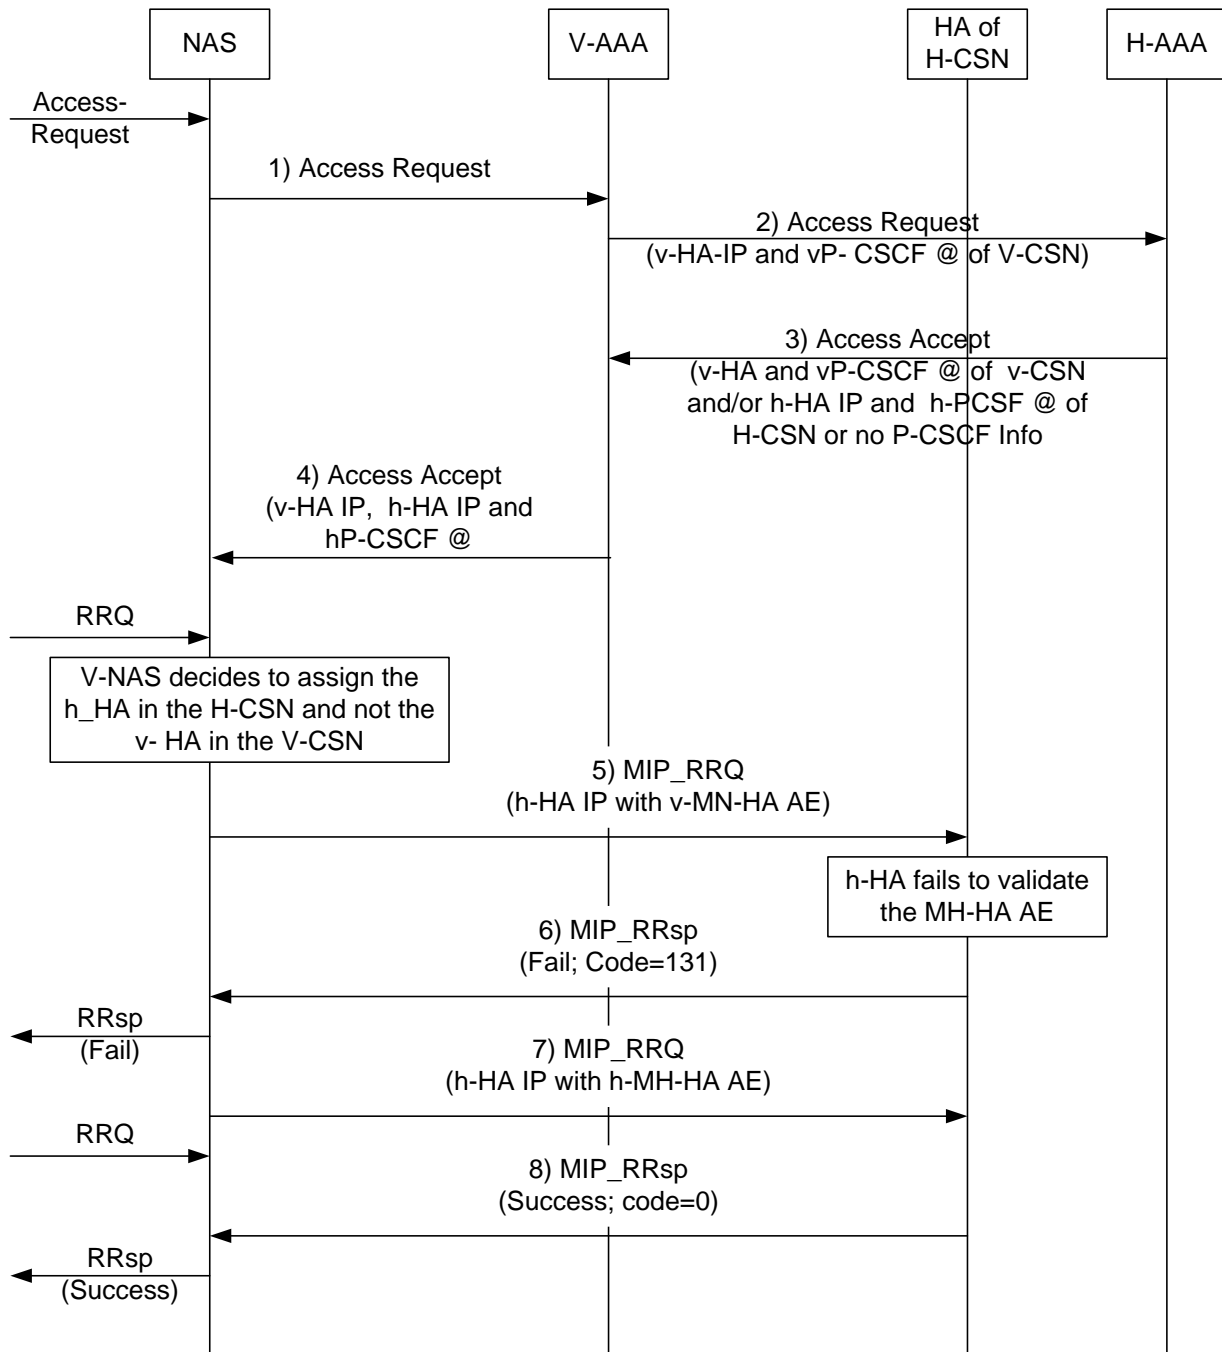 NAS
V-AAA
HA of
H-CSN
H-AAA
Access-
Request
1) Access Request
2) Access Request
(v-HA-IP and vP- CSCF @ of V-CSN)
3) Access Accept
(v-HA and vP-CSCF @ of v-CSN
and/or h-HA IP and h-PCSF @ of
H-CSN or no P-CSCF Info
4) Access Accept
(v-HA IP, h-HA IP and
hP-CSCF @
RRQ
V-NAS decides to assign the
h_HA in the H-CSN and not the
v- HA in the V-CSN
5) MIP_RRQ
(h-HA IP with v-MN-HA AE)
h-HA fails to validate
the MH-HA AE
6) MIP_RRsp
(Fail; Code=131)
RRsp
(Fail)
7) MIP_RRQ
(h-HA IP with h-MH-HA AE)
RRQ
8) MIP_RRsp
(Success; code=0)
RRsp
(Success)